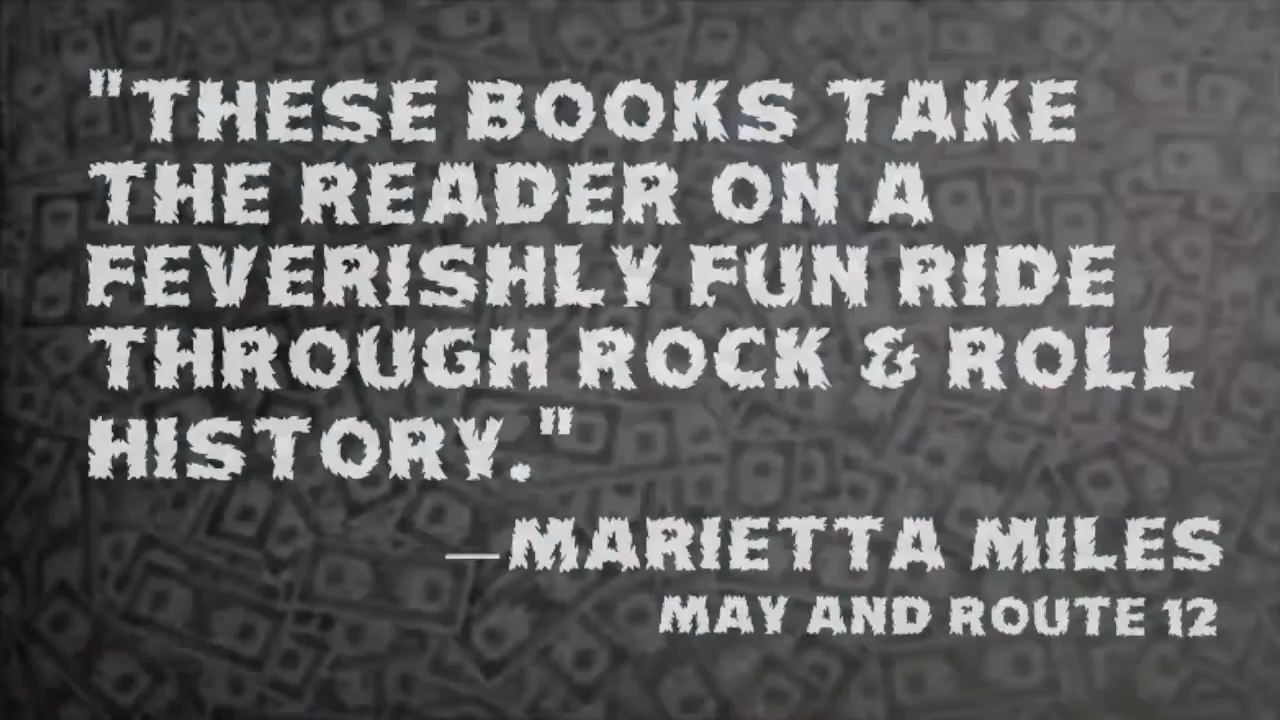 "THESE BOOKS TAKE
THE READER ON A
FEVERISHLY FUN RIDE
THROUGH ROCK & ROLL
HISTORY."
—MARIETTA MILES
MAY AND ROUTE 12